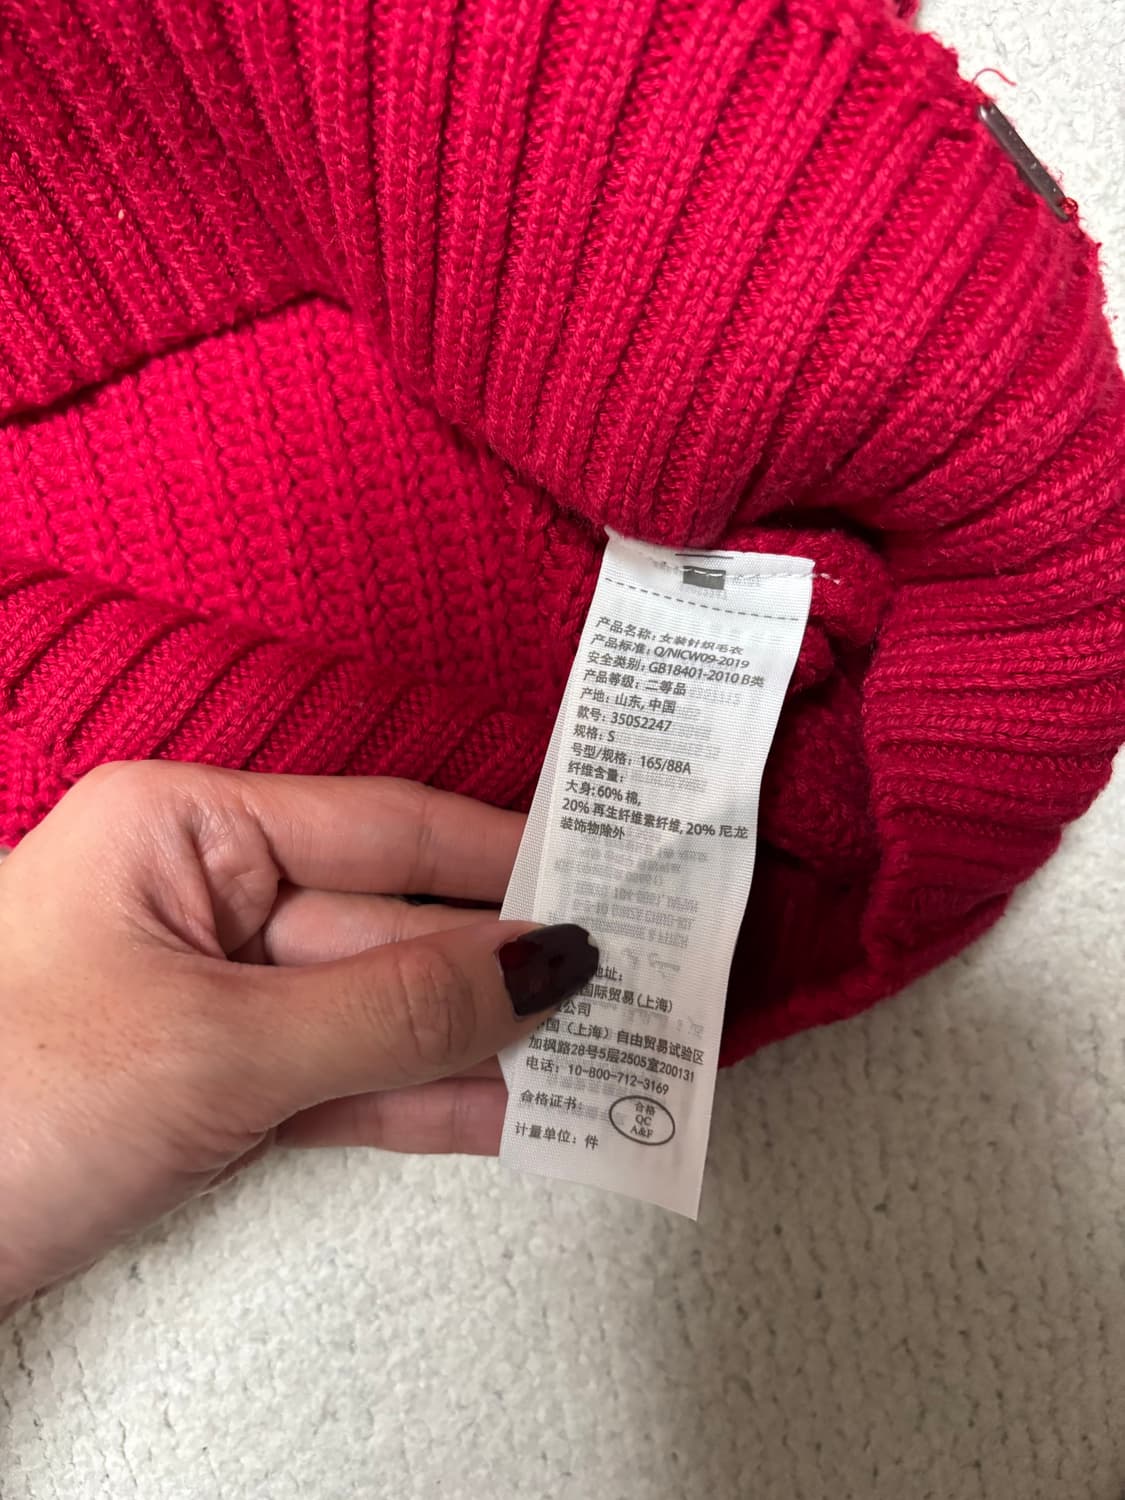 产品名称: 女装针织毛衣
产品标准: Q/NICW09-2019
安全类别: GB18401-2010 B类
产品等级: 二等品
产地: 山东, 中国
款号: 35052247
规格: S
号型/规格: 165/88A
纤维含量:
大身: 60% 棉,
20% 再生纤维素纤维, 20% 尼龙
装饰物除外
地址:
国际贸易(上海)
公司
中国（上海）自由贸易试验区
加枫路28号5层2505室200131
电话: 10-800-712-3169
合格证书:
合格
QC
A&F
计量单位: 件